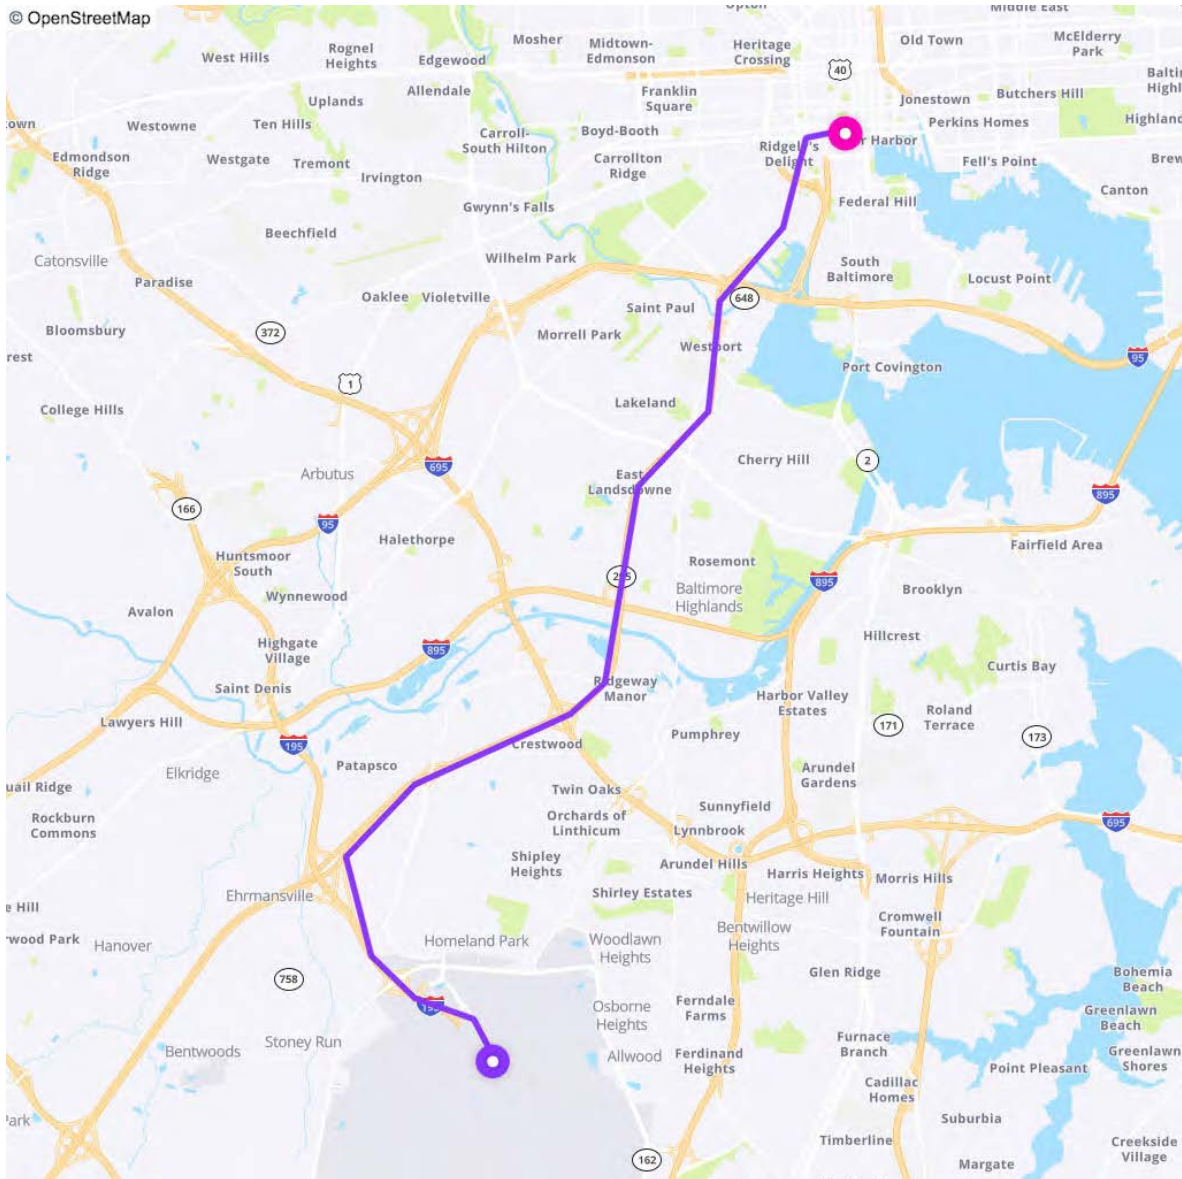 © OpenStreetMap
Upton
Middle East
Mosher
Midtown-
Edmonson
Heritage
Crossing
Old Town
McElderry
Park
West Hills
Rognel
Heights
Edgewood
40
Allendale
Franklin
Square
Butchers Hill
Uplands
Jonestown
Perkins Homes
Westowne
Ten Hills
Carroll-
South Hilton
Boyd-Booth
Carrollton
Ridge
Edmondson
Ridge
Westgate
Tremont
Irvington
Delight
Harbor
Fell's Point
Canton
Gwynn's Falls
Federal Hill
Beechfield
Catonsville
Wilhelm Park
South
Baltimore
Locust Point
Paradise
Oaklee
Violetville
Saint Paul
648
Bloomsbury
372
Morrell Park
95
Port Covington
1
College Hills
Lakeland
Arbutus
695
Cherry Hill
2
East
Landsdowne
895
166
95
Halethorpe
Fairfield Area
Huntsmoor
South
Rosemont
Baltimore
Highlands
895
Brooklyn
Wynnewood
Avalon
Hillcrest
Highgate
Village
895
Curtis Bay
Saint Denis
Ridgeway
Manor
Harbor Valley
Estates
Roland
Terrace
Lawyers Hill
195
Crestwood
Pumphrey
171
173
Patapsco
Elkridge
Arundel
Gardens
Twin Oaks
Rockburn
Commons
Orchards of
Linthicum
Sunnyfield
Lynnbrook
695
Shipley
Heights
Arundel Hills
Harris Heights
Morris Hills
Ehrmansville
Shirley Estates
Heritage Hill
Cromwell
Fountain
Hanover
Homeland Park
Woodlawn
Heights
Bentwillow
Heights
758
Glen Ridge
Bohemia
Beach
Osborne
Heights
Ferndale
Farms
Greenlawn
Beach
Stoney Run
Bentwoods
Allwood
Ferdinand
Heights
Furnace
Branch
Greenlawn
Shores
Point Pleasant
Cadillac
Homes
Suburbia
162
Timberline
Margate
Creekside
Village